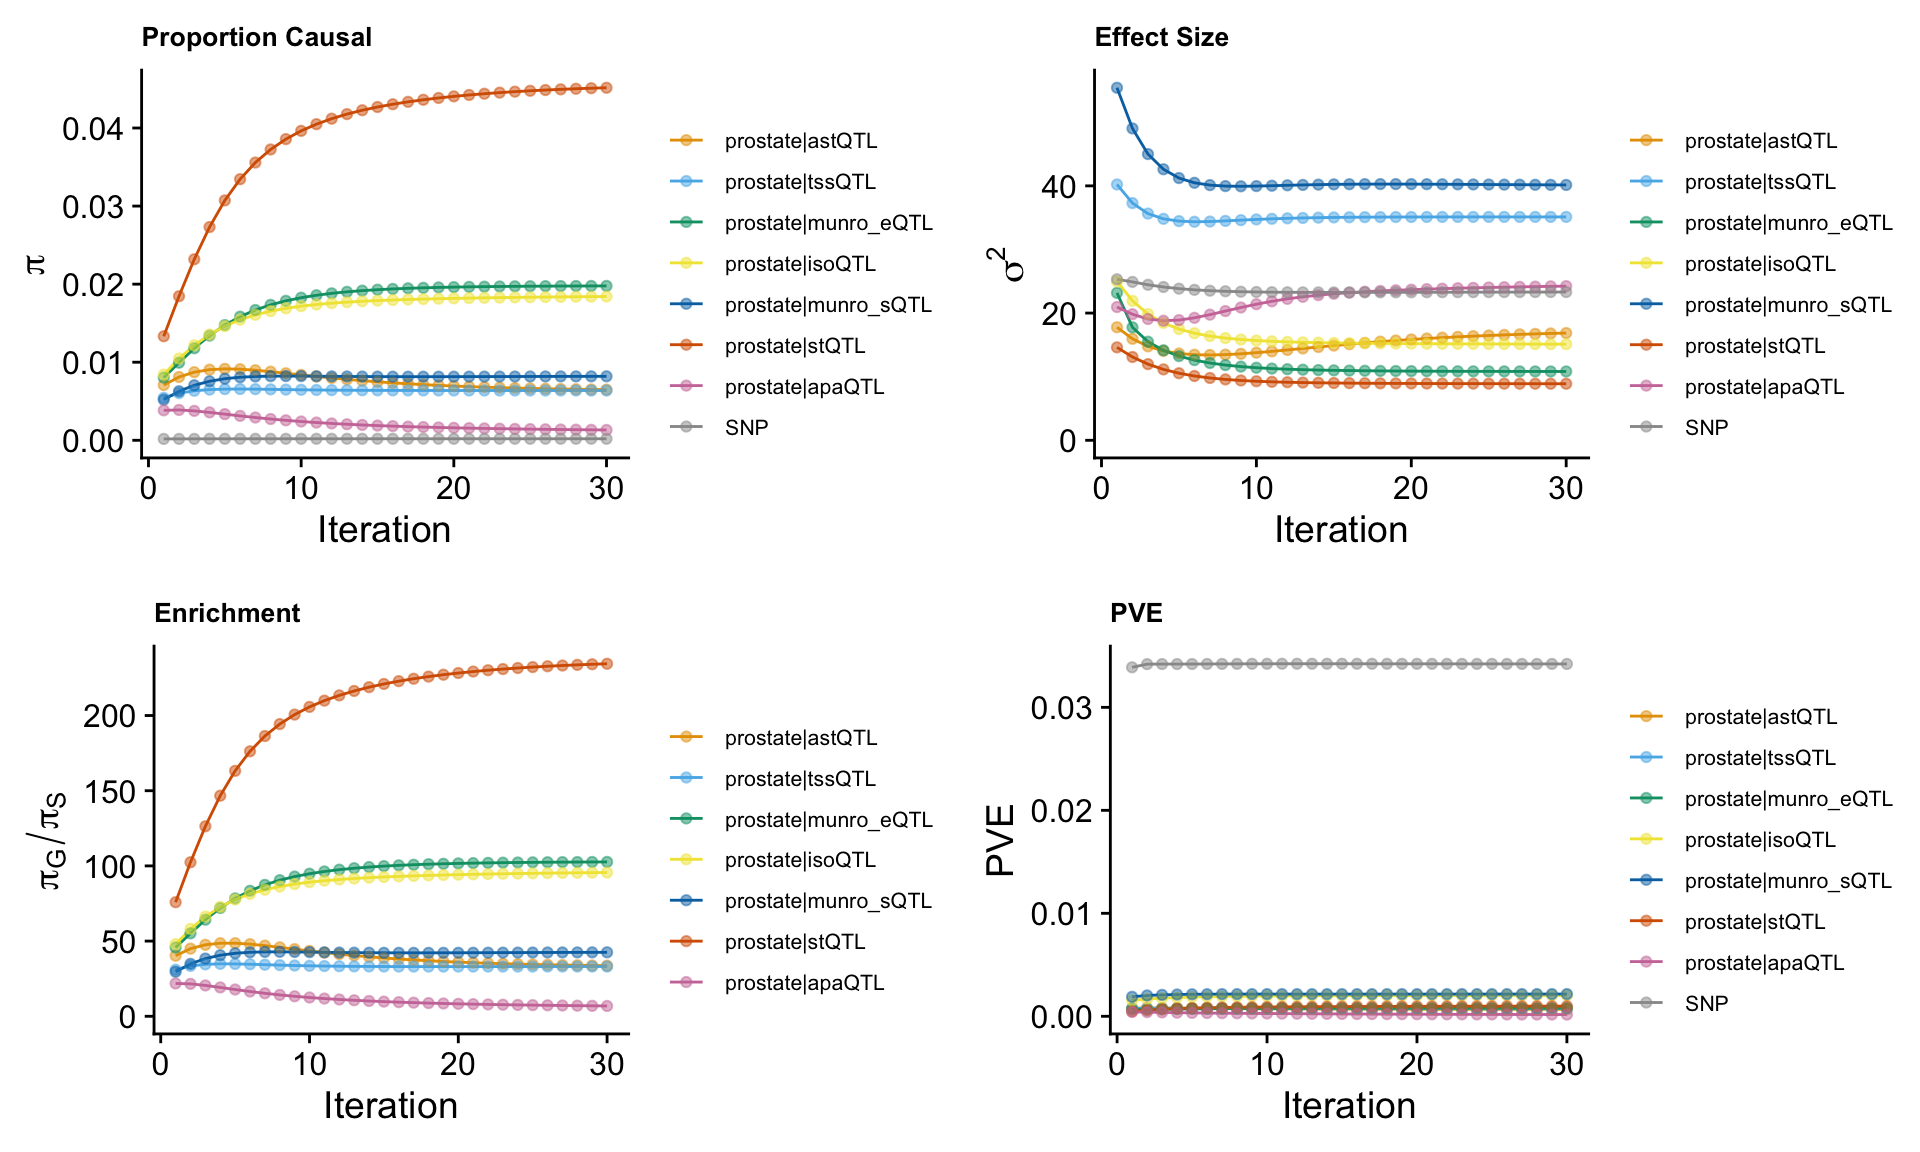 Proportion Causal
π
0.04
0.03
0.02
0.01
0.00
0 10 20 30
Iteration
prostate|astQTL
prostate|tssQTL
prostate|munro_eQTL
prostate|isoQTL
prostate|munro_sQTL
prostate|stQTL
prostate|apaQTL
SNP
Effect Size
σ²
40
20
0
0 10 20 30
Iteration
prostate|astQTL
prostate|tssQTL
prostate|munro_eQTL
prostate|isoQTL
prostate|munro_sQTL
prostate|stQTL
prostate|apaQTL
SNP
Enrichment
πG/πS
200
150
100
50
0
0 10 20 30
Iteration
prostate|astQTL
prostate|tssQTL
prostate|munro_eQTL
prostate|isoQTL
prostate|munro_sQTL
prostate|stQTL
prostate|apaQTL
PVE
PVE
0.03
0.02
0.01
0.00
0 10 20 30
Iteration
prostate|astQTL
prostate|tssQTL
prostate|munro_eQTL
prostate|isoQTL
prostate|munro_sQTL
prostate|stQTL
prostate|apaQTL
SNP